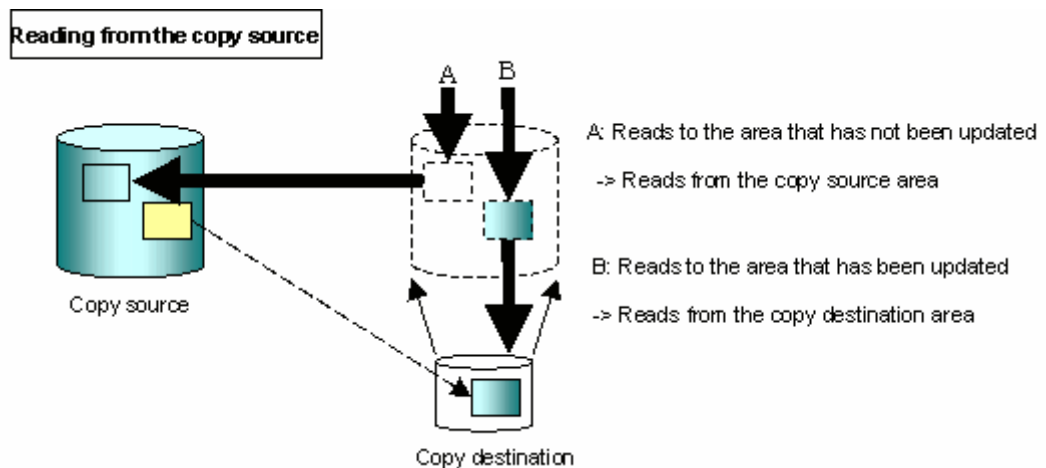 Reading from the copy source
A B
A: Reads to the area that has not been updated
-> Reads from the copy source area
B: Reads to the area that has been updated
-> Reads from the copy destination area
Copy source
Copy destination